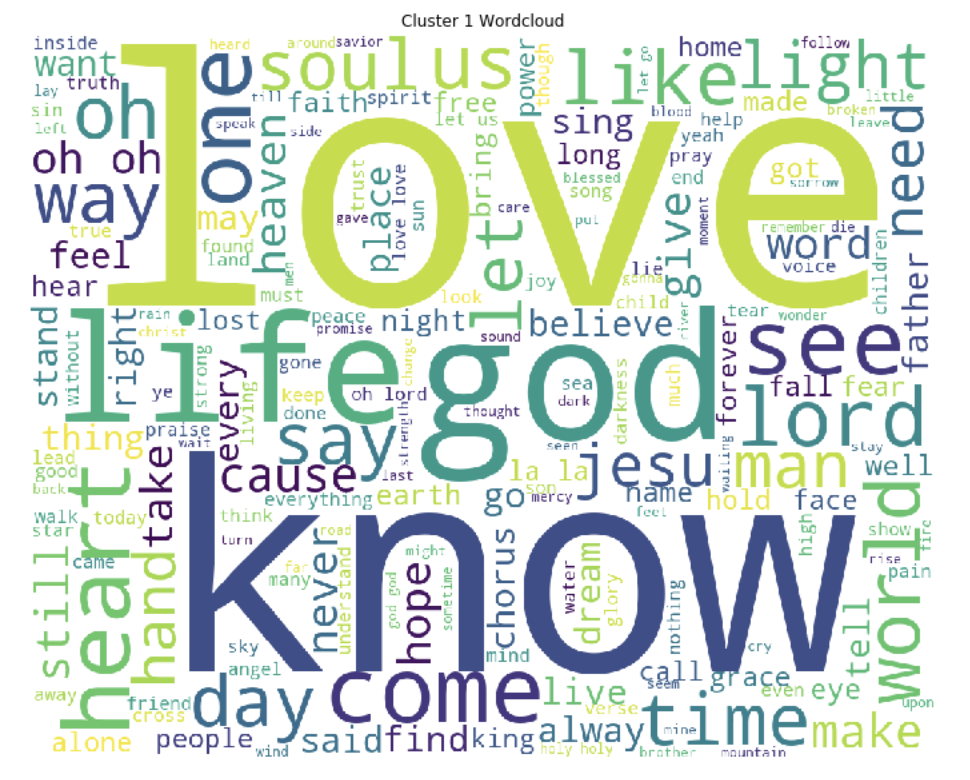 Cluster 1 Wordcloud
inside
heard
around
savior
want
truth
soul
us
power
though
like
let go
home
follow
light
little
lay
sin
left
oh
one
till
faith
spirit
free
let us
made
broken
leave
blood
help
speak
side
sing
yeah
oh oh
long
pray
got
sorrow
need
heaven
way
love
trust
place
love love
sun
gave
bring
blessed
song
end
care
put
moment
give
remember
die
word
voice
children
father
may
true
found
land
feel
hear
men
must
let
joy
look
lie
gonna
child
river
tear
wonder
stand
without
right
rain
christ
lost
peace
promise
night
sound
believe
life
god
see
forever
fall
fear
lord
ye
strong
every
living
gone
keep
done
oh lord
change
strength
thought
sea
dark
darkness
much
thing
praise
wait
say
seen
stay
lead
good
back
heart
take
cause
last
la la
son
jesu
wailing
man
well
everything
earth
go
mercy
name
hold
face
world
walk
today
star
came
think
turn
know
feet
high
show
fire
rise
pain
still
hand
far
many
never
road
understand
god god
might
hope
sometime
chorus
water
dream
glory
nothing
cry
tell
sky
angel
mind
call
seem
grace
even
eye
upon
away
friend
cross
day
come
live
verse
time
mine
make
alone
people
wind
said
find
king
alway
holy holy
brother
mountain